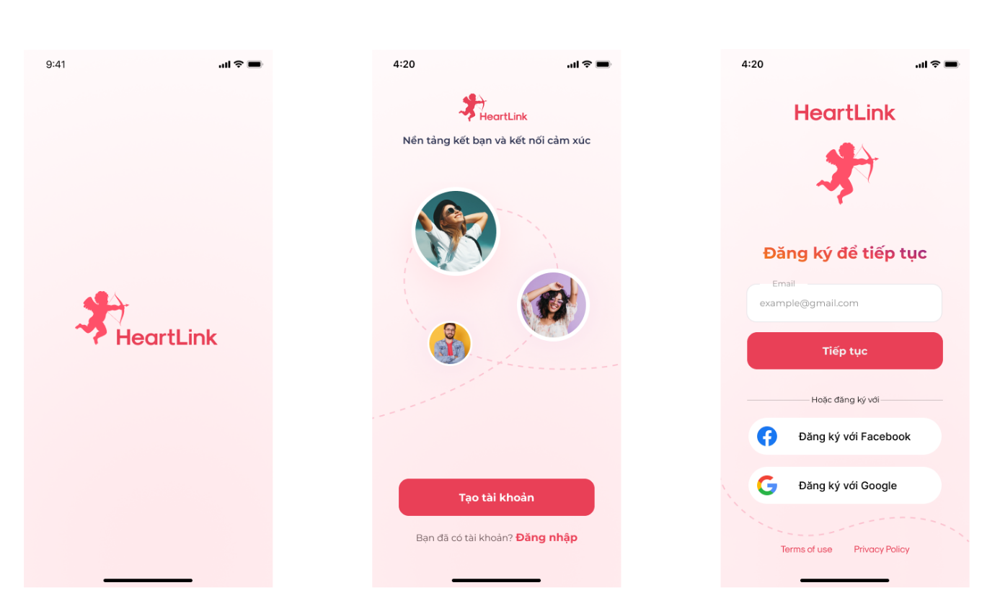 9:41
HeartLink
4:20
HeartLink
Nền tảng kết bạn và kết nối cảm xúc
Tạo tài khoản
Bạn đã có tài khoản? Đăng nhập
4:20
HeartLink
Đăng ký để tiếp tục
Email
example@gmail.com
Tiếp tục
Hoặc đăng ký với
Đăng ký với Facebook
Đăng ký với Google
Terms of use Privacy Policy